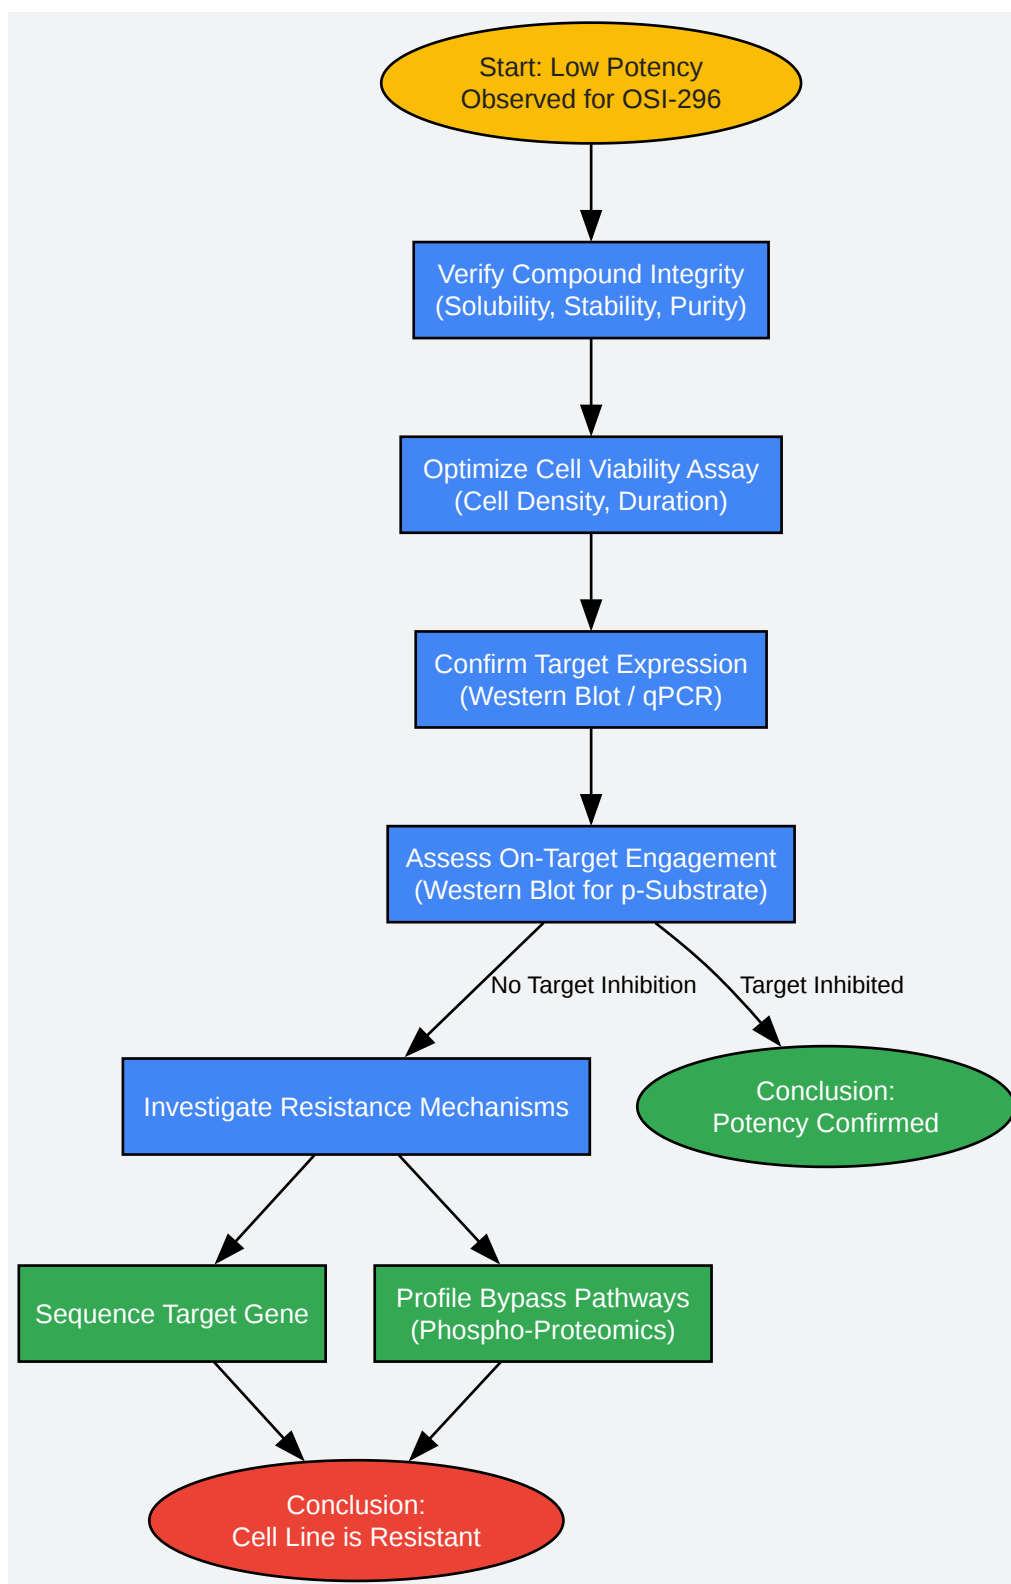 Start: Low Potency
Observed for OSI-296
Verify Compound Integrity
(Solubility, Stability, Purity)
Optimize Cell Viability Assay
(Cell Density, Duration)
Confirm Target Expression
(Western Blot / qPCR)
Assess On-Target Engagement
(Western Blot for p-Substrate)
No Target Inhibition
Target Inhibited
Investigate Resistance Mechanisms
Conclusion:
Potency Confirmed
Sequence Target Gene
Profile Bypass Pathways
(Phospho-Proteomics)
Conclusion:
Cell Line is Resistant